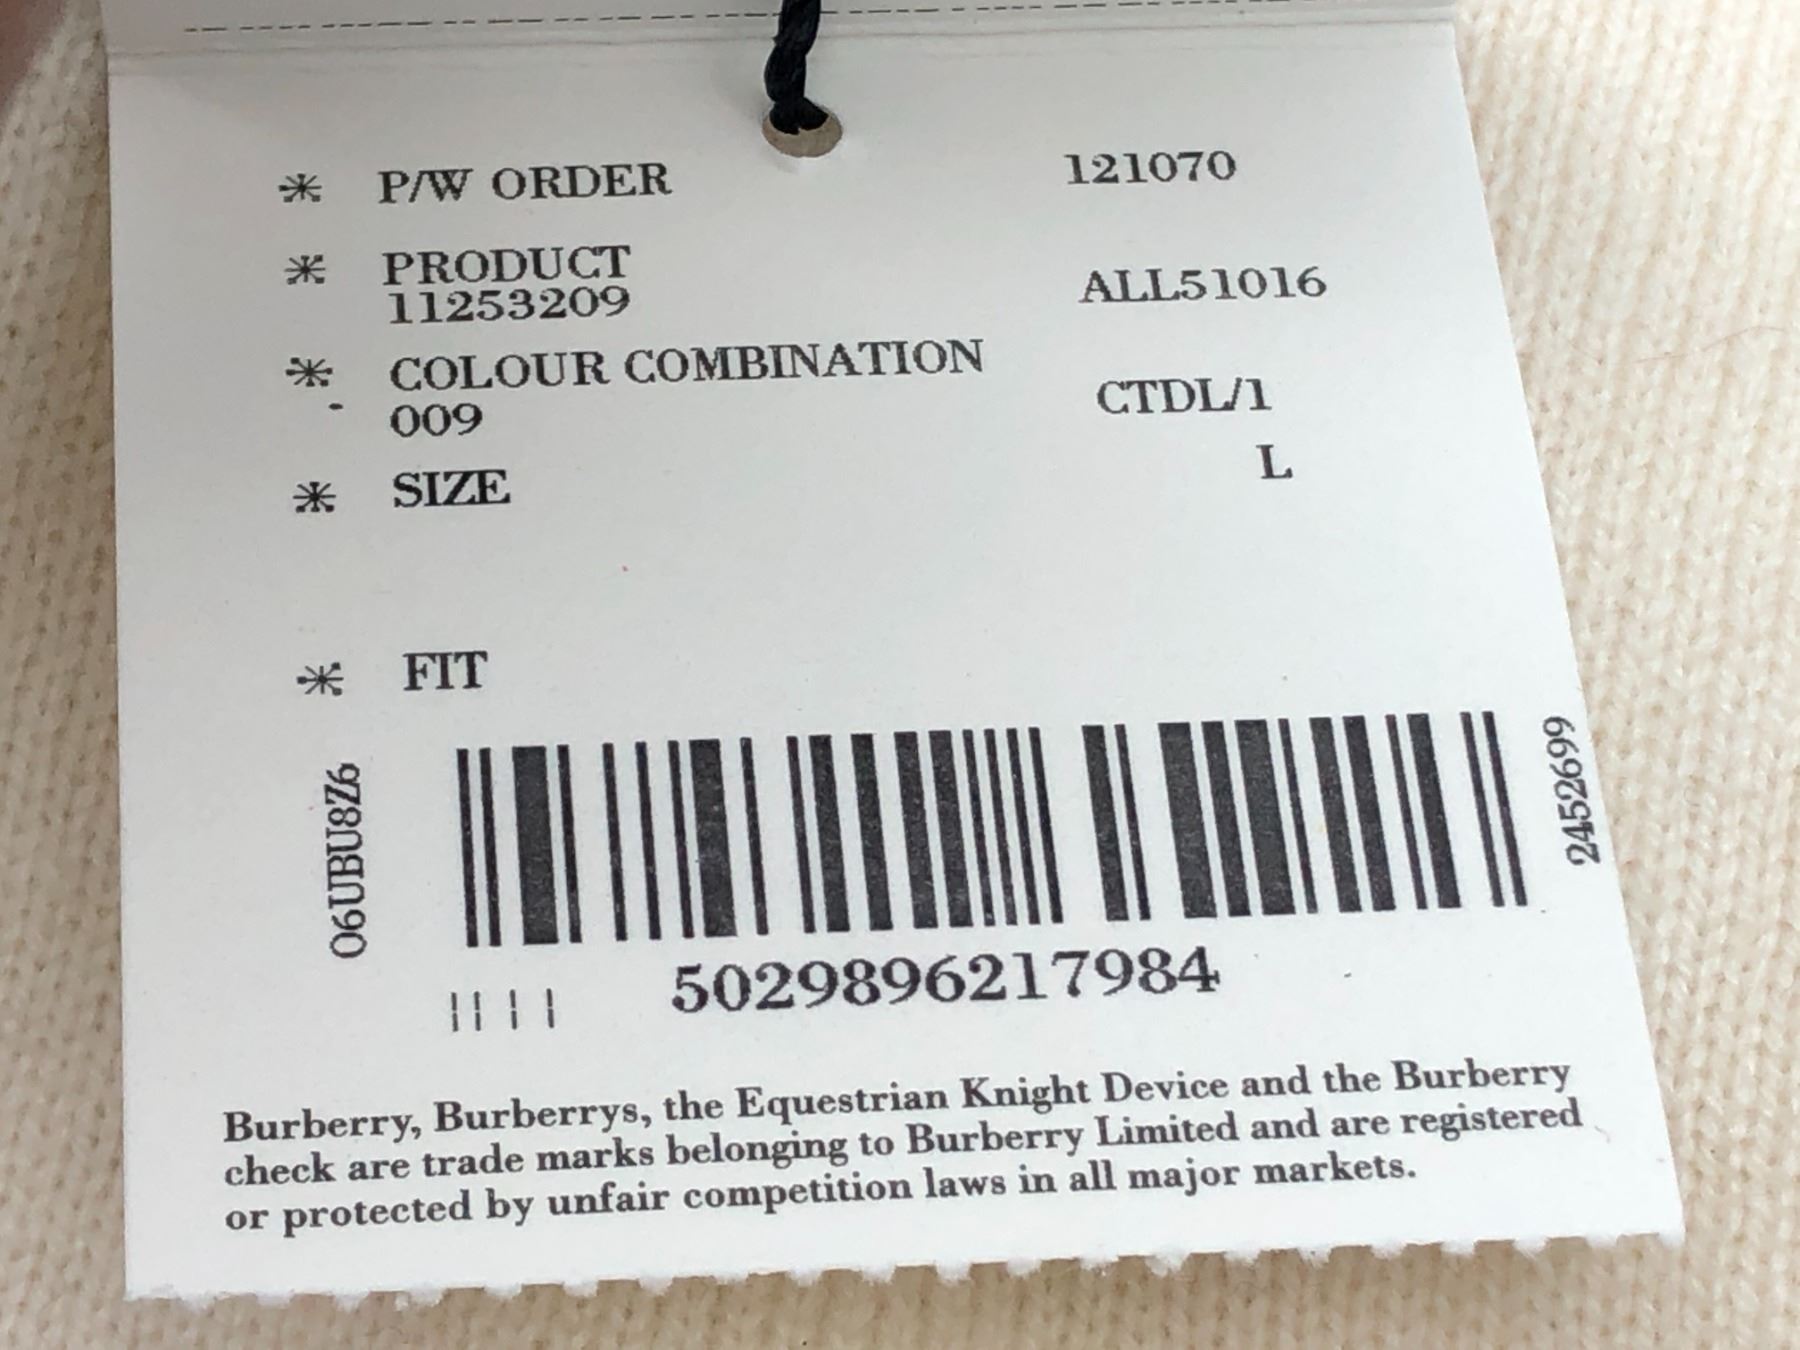 * P/W ORDER 121070
* PRODUCT
11253209 ALL51016
* COLOUR COMBINATION
009 CTDL/1
* SIZE L
* FIT
O6UBU8Z6
2452699
5029896217984
Burberry, Burberrys, the Equestrian Knight Device and the Burberry
check are trade marks belonging to Burberry Limited and are registered
or protected by unfair competition laws in all major markets.